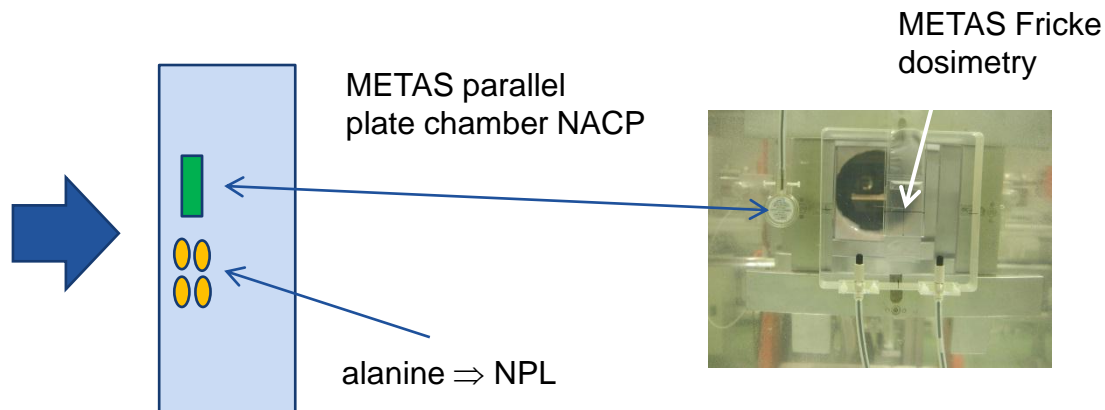 METAS Fricke
dosimetry
METAS parallel
plate chamber NACP
alanine ⇒ NPL